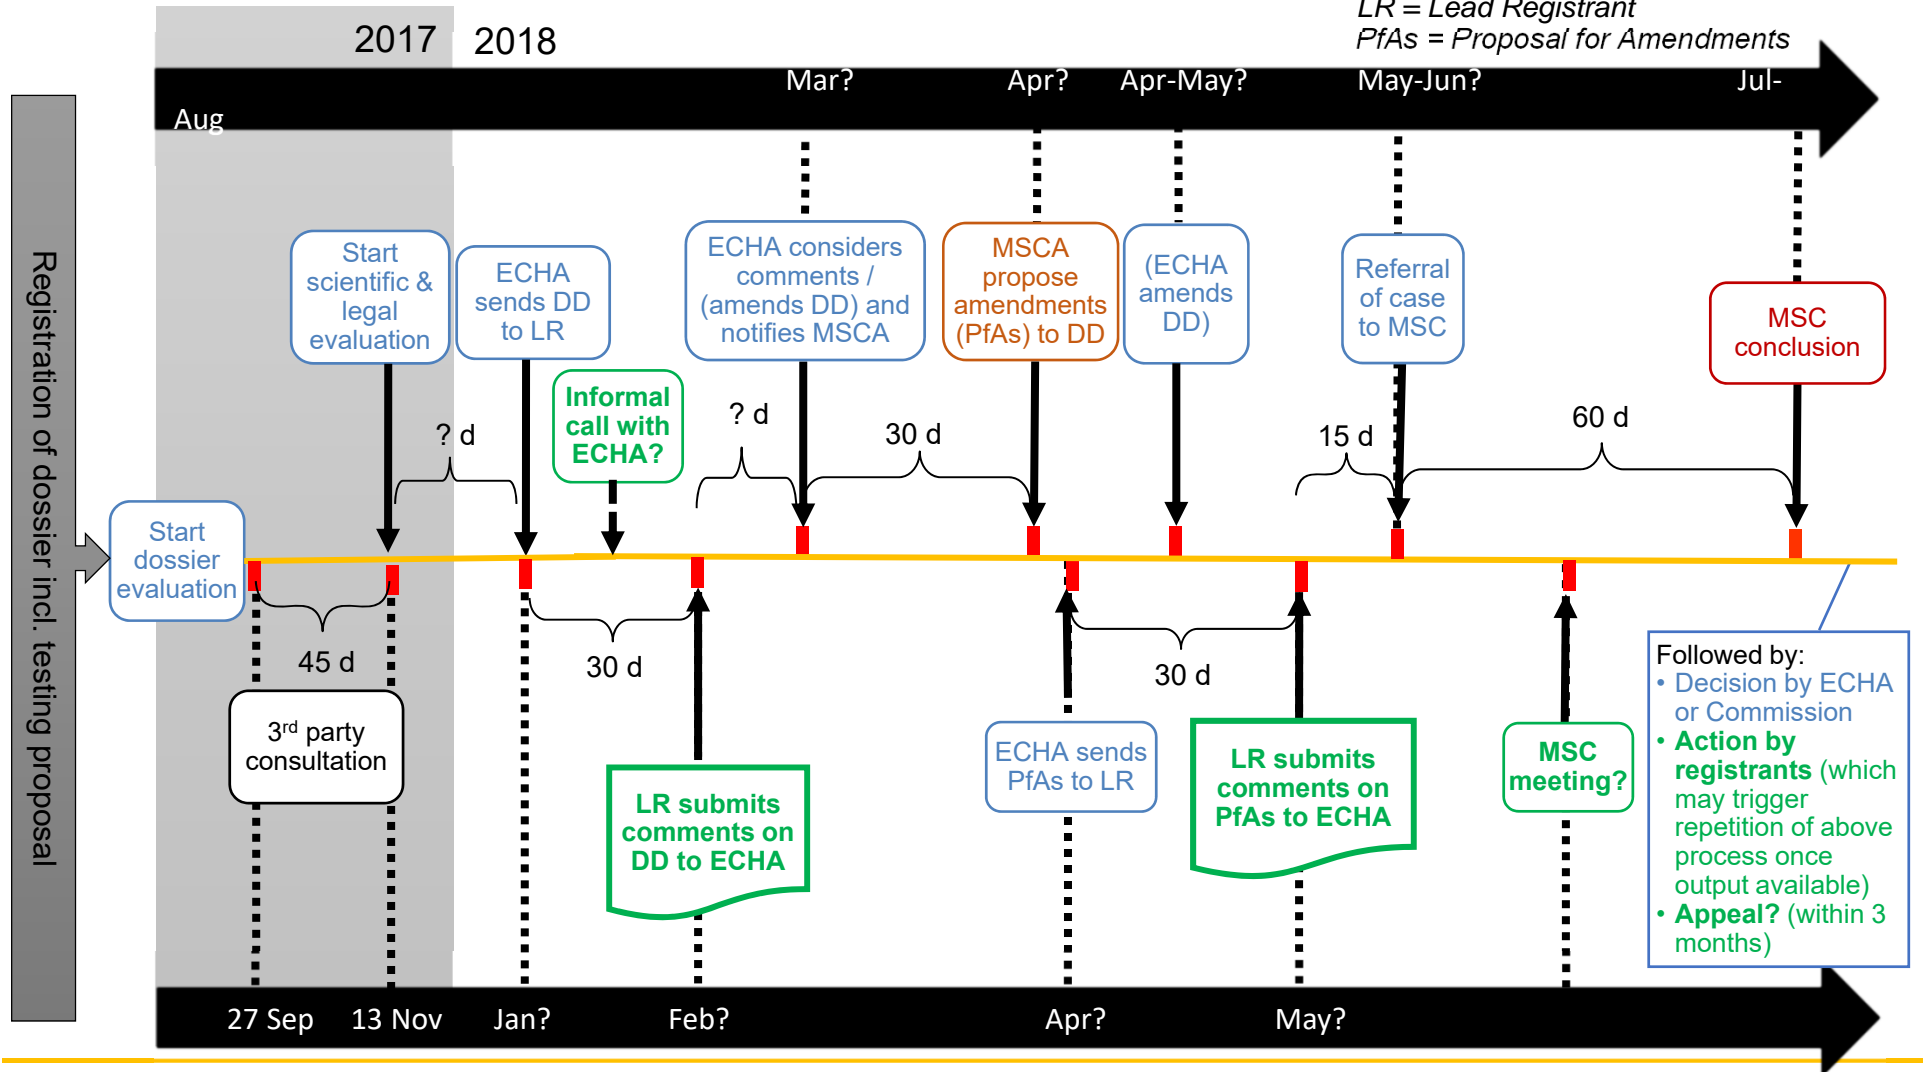 LR = Lead Registrant
PfAs = Proposal for Amendments
2017
2018
Aug
Mar?
Apr?
Apr-May?
May-Jun?
Jul-
Registration of dossier incl. testing proposal
Start
dossier
evaluation
Start
scientific &
legal
evaluation
ECHA
sends DD
to LR
Informal
call with
ECHA?
ECHA considers
comments /
(amends DD) and
notifies MSCA
MSCA
propose
amendments
(PfAs) to DD
(ECHA
amends
DD)
Referral
of case
to MSC
MSC
conclusion
? d
? d
30 d
15 d
60 d
45 d
30 d
30 d
3rd party
consultation
LR submits
comments on
DD to ECHA
ECHA sends
PfAs to LR
LR submits
comments on
PfAs to ECHA
MSC
meeting?
Followed by:
• Decision by ECHA
or Commission
• Action by
registrants (which
may trigger
repetition of above
process once
output available)
• Appeal? (within 3
months)
27 Sep
13 Nov
Jan?
Feb?
Apr?
May?